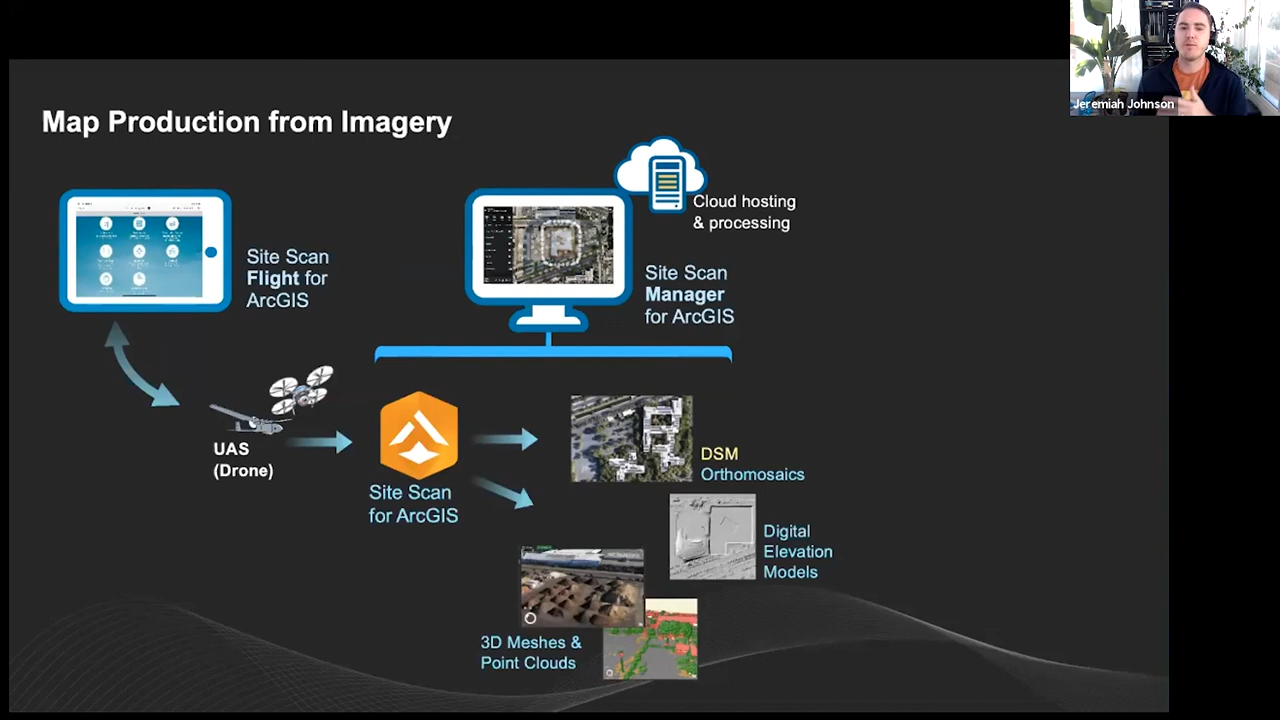 Jeremiah Johnson
Map Production from Imagery
Cloud hosting
& processing
Site Scan
Flight for
ArcGIS
Site Scan
Manager
for ArcGIS
UAS
(Drone)
Site Scan
for ArcGIS
DSM
Orthomosaics
Digital
Elevation
Models
3D Meshes &
Point Clouds